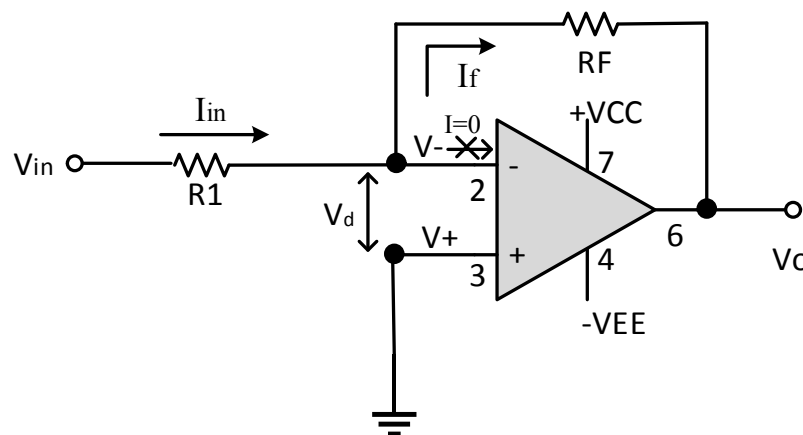 RF
If
Iin
I=0
+VCC
Vin
V-
-
7
R1
2
Vd
V+
6
3
+
4
Vo
-VEE